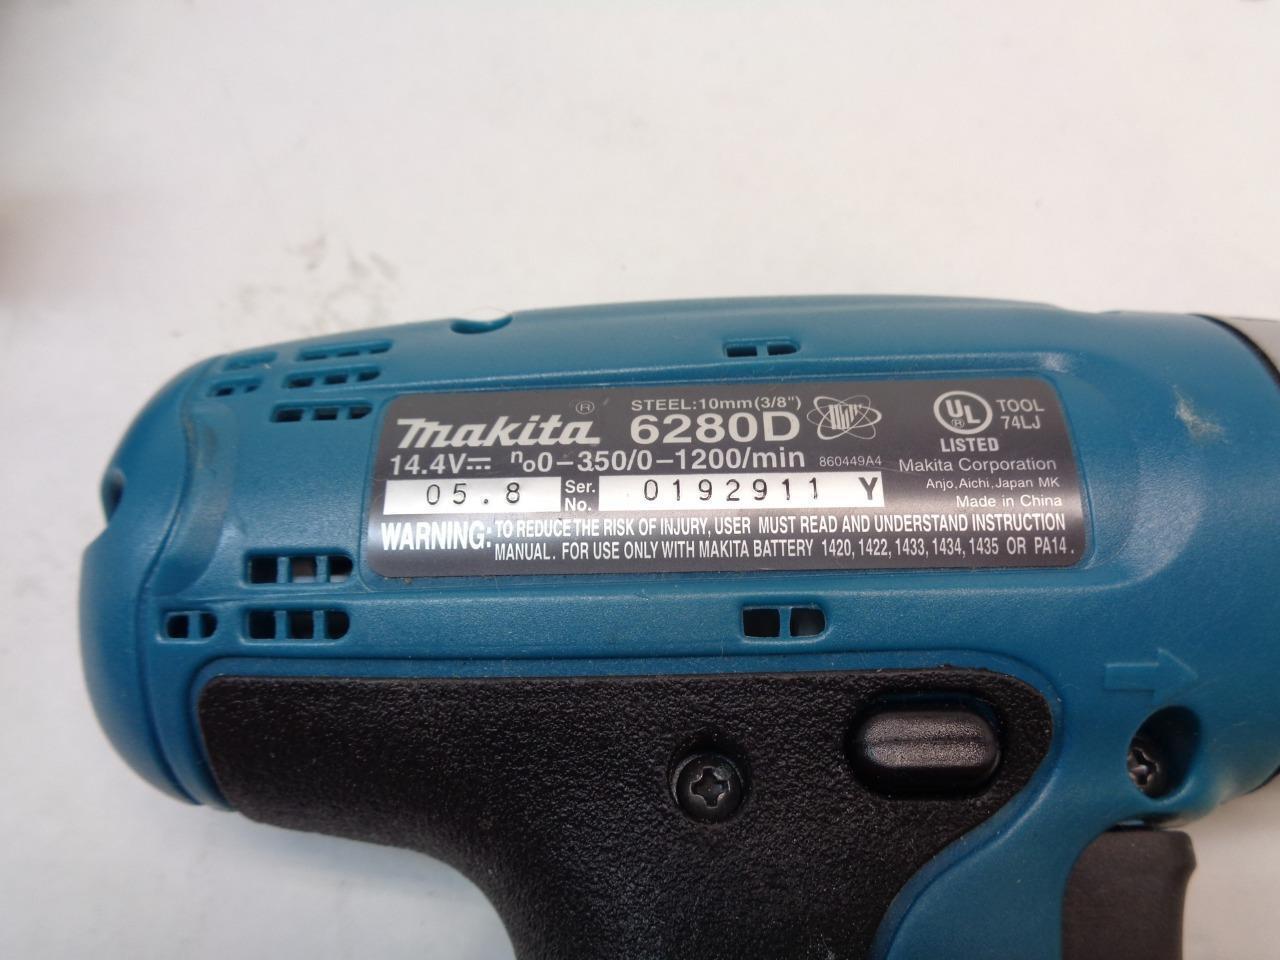 Makita® STEEL:10mm(3/8") 6280D
14.4V⎓ no0–350/0–1200/min 860449A4
05.8 Ser. No. 0192911 Y
UL ® LISTED TOOL 74LJ
Makita Corporation
Anjo, Aichi, Japan MK
Made in China
WARNING: TO REDUCE THE RISK OF INJURY, USER MUST READ AND UNDERSTAND INSTRUCTION
MANUAL. FOR USE ONLY WITH MAKITA BATTERY 1420, 1422, 1433, 1434, 1435 OR PA14.